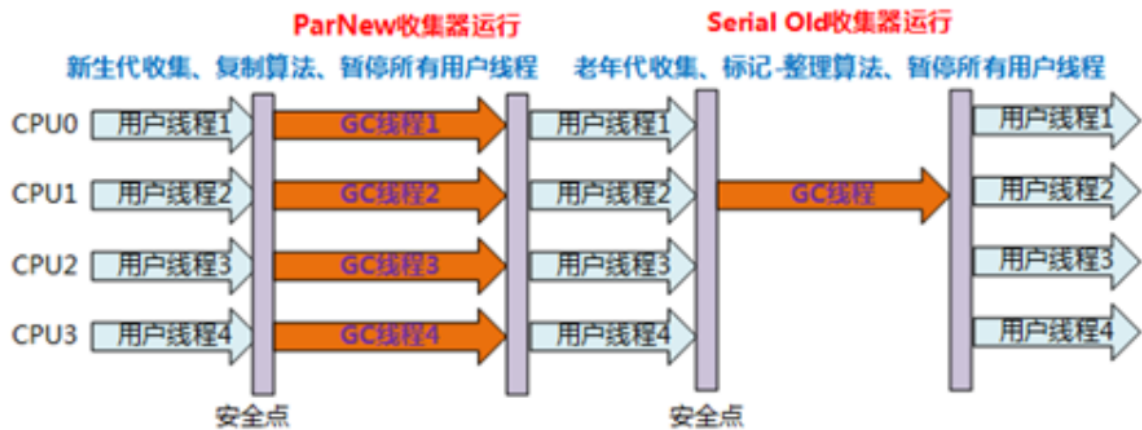 ParNew收集器运行 Serial Old收集器运行
新生代收集、复制算法、暂停所有用户线程 老年代收集、标记-整理算法、暂停所有用户线程
CPU0 用户线程1 GC线程1 用户线程1 用户线程1
CPU1 用户线程2 GC线程2 用户线程2 GC线程 用户线程2
CPU2 用户线程3 GC线程3 用户线程3 用户线程3
CPU3 用户线程4 GC线程4 用户线程4 用户线程4
安全点 安全点